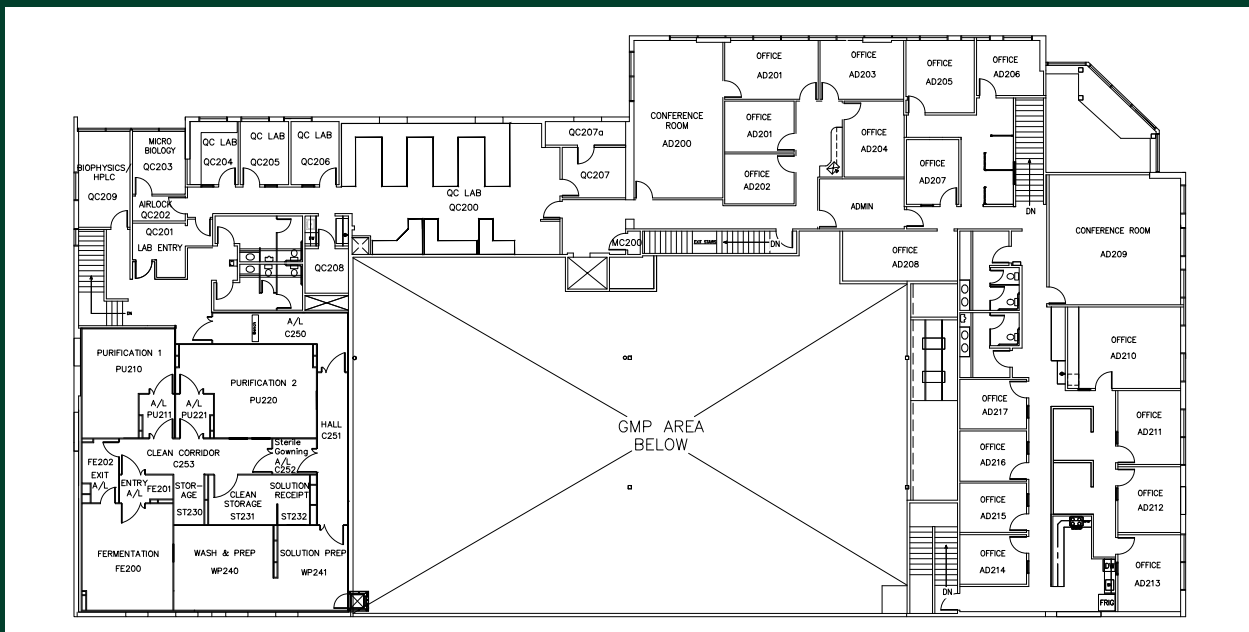 OFFICE
AD201
OFFICE
AD203
OFFICE
AD205
OFFICE
AD206
CONFERENCE
ROOM
AD200
OFFICE
AD201
OFFICE
AD204
OFFICE
AD202
OFFICE
AD207
ADMIN
DN
MICRO
BIOLOGY
QC203
QC LAB
QC204
QC LAB
QC205
QC LAB
QC206
QC207a
QC207
BIOPHYSICS/
HPLC
QC209
AIRLOCK
QC202
QC201
LAB ENTRY
QC LAB
QC200
MC200
EXIT STAIRS
DN
QC208
OFFICE
AD208
CONFERENCE ROOM
AD209
DN
A/L
C250
PURIFICATION 1
PU210
PURIFICATION 2
PU220
A/L
PU211
A/L
PU221
HALL
C251
OFFICE
AD210
CLEAN CORRIDOR
C253
Sterile
Gowning
A/L
C252
FE202
EXIT
A/L
ENTRY
A/L
FE201
STOR-
AGE
ST230
CLEAN
STORAGE
ST231
SOLUTION
RECEIPT
ST232
GMP AREA
BELOW
OFFICE
AD217
OFFICE
AD211
OFFICE
AD216
OFFICE
AD212
OFFICE
AD215
FERMENTATION
FE200
WASH & PREP
WP240
SOLUTION PREP
WP241
OFFICE
AD214
OFFICE
AD213
DN
DW
FRIG